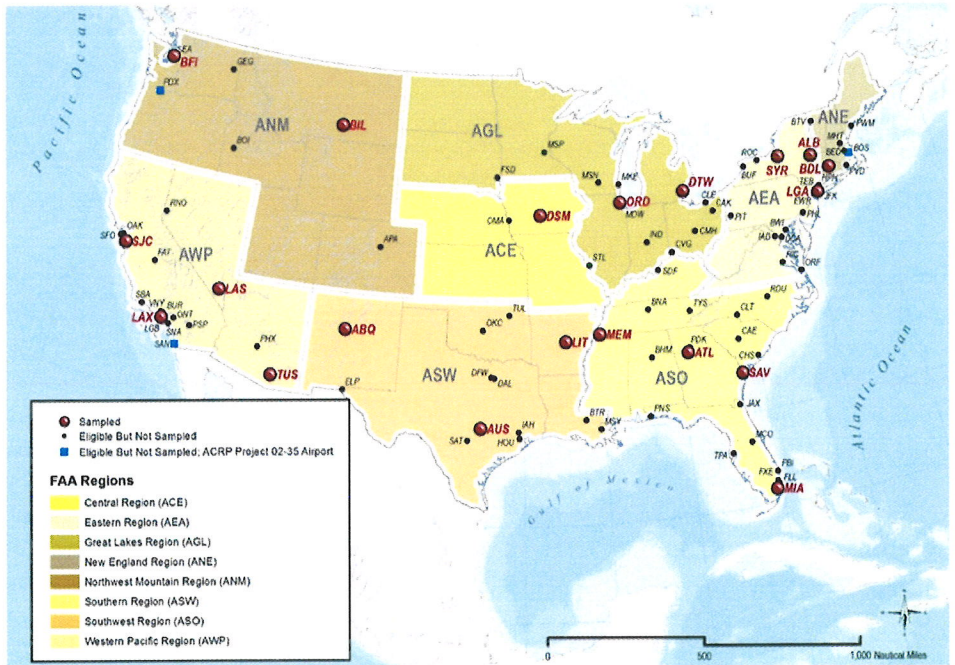 Pacific Ocean
SEA
BFI
GEG
PDX
ANM
BIL
BOI
AGL
MSP
FSD
MSN
MKE
DTW
ORD
MDW
CLE
CAK
PIT
IND
CMH
CVG
STL
SDF
ANE
BTV
PWM
ALB
MHT
BED
BOS
ROC
BUF
SYR
BDL
PVD
HPN
TEB
LGA
JFK
AEA
EWR
PHL
BWI
IAD
DCA
RIC
ORF
RNO
OAK
SFO
SJC
FAT
AWP
APA
OMA
DSM
ACE
LAS
SBA
VNY
BUR
LAX
ONT
LGB
SNA
PSP
SAN
PHX
TUS
ABQ
TUL
OKC
LIT
MEM
BNA
TYS
RDU
CLT
CAE
PDK
ATL
BHM
CHS
ASO
SAV
ELP
ASW
DFW
DAL
AUS
SAT
IAH
HOU
BTR
MSY
PNS
JAX
MCO
TPA
PBI
FXE
FLL
MIA
Atlantic Ocean
Gulf of Mexico
Sampled
Eligible But Not Sampled
Eligible But Not Sampled; ACRP Project 02-35 Airport
FAA Regions
Central Region (ACE)
Eastern Region (AEA)
Great Lakes Region (AGL)
New England Region (ANE)
Northwest Mountain Region (ANM)
Southern Region (ASW)
Southwest Region (ASO)
Western Pacific Region (AWP)
0
500
1,000 Nautical Miles